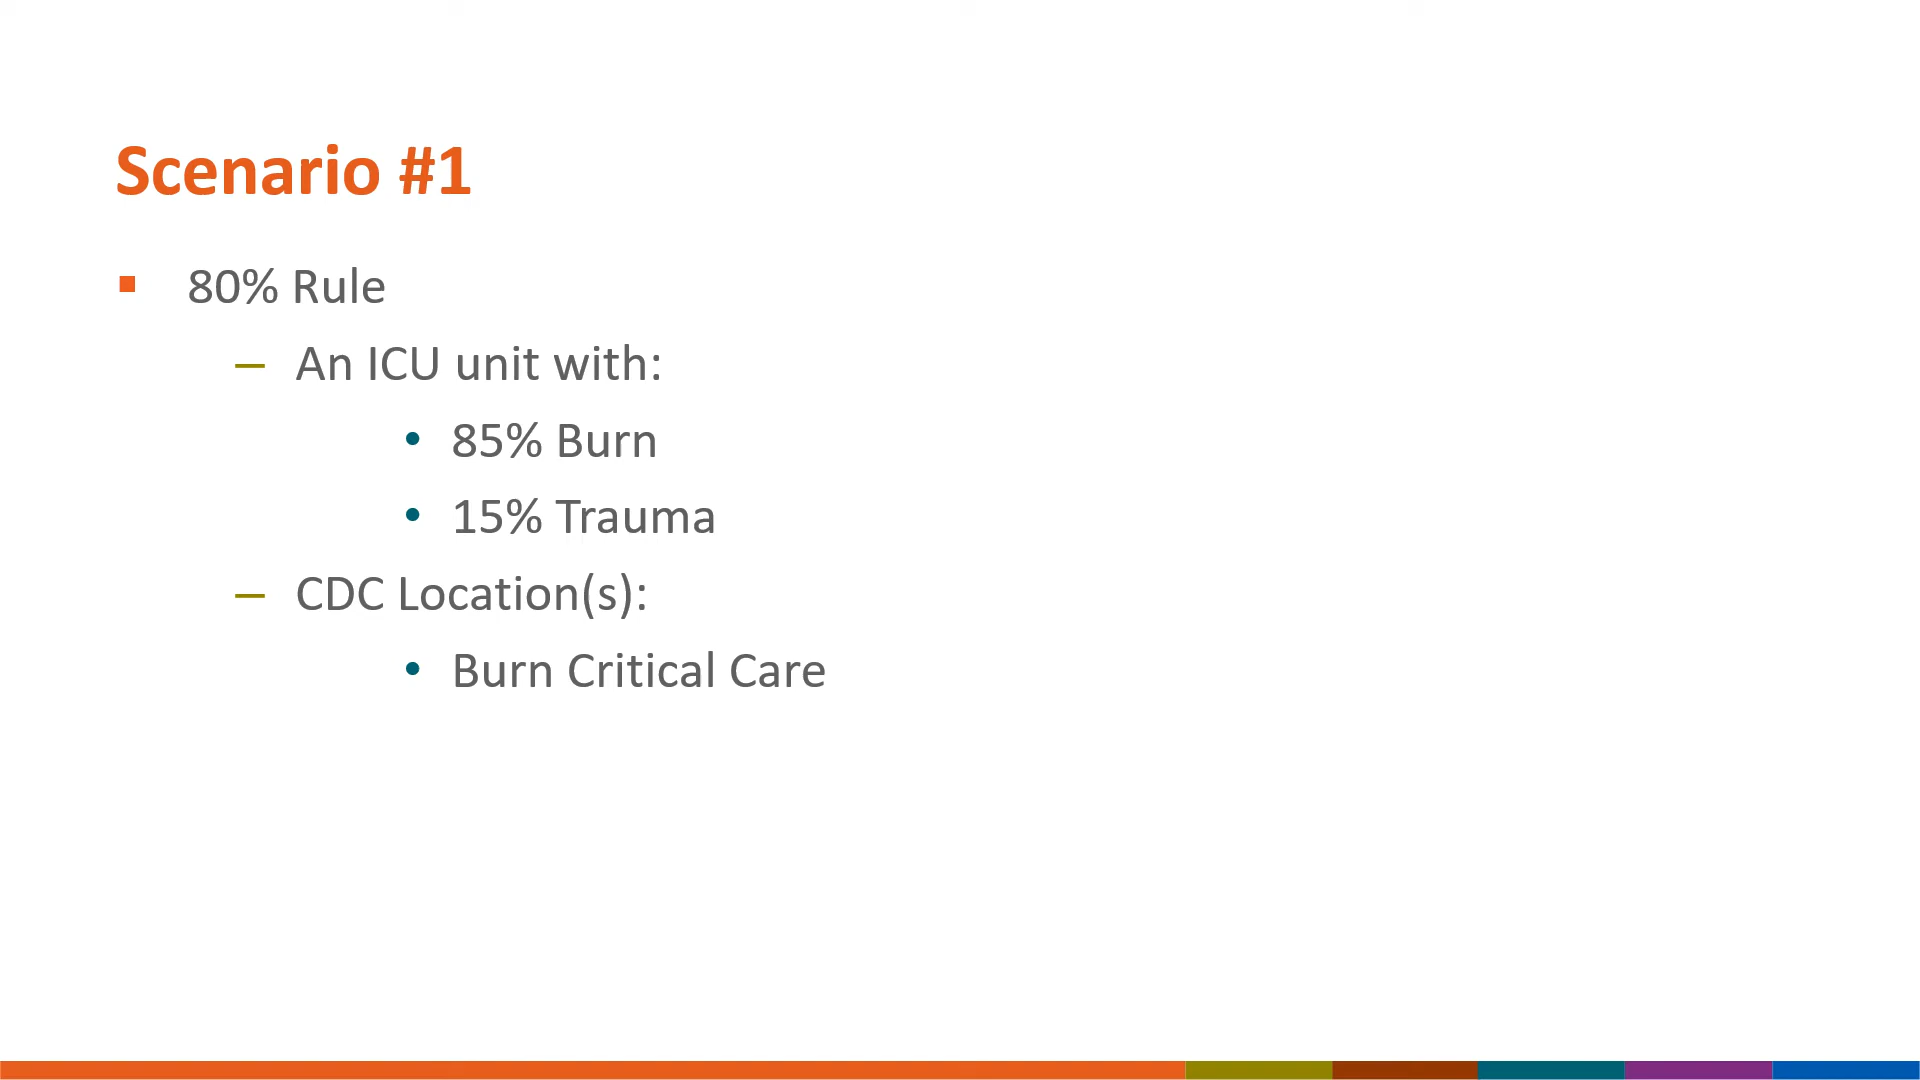 Scenario #1
▪ 80% Rule
– An ICU unit with:
• 85% Burn
• 15% Trauma
– CDC Location(s):
• Burn Critical Care